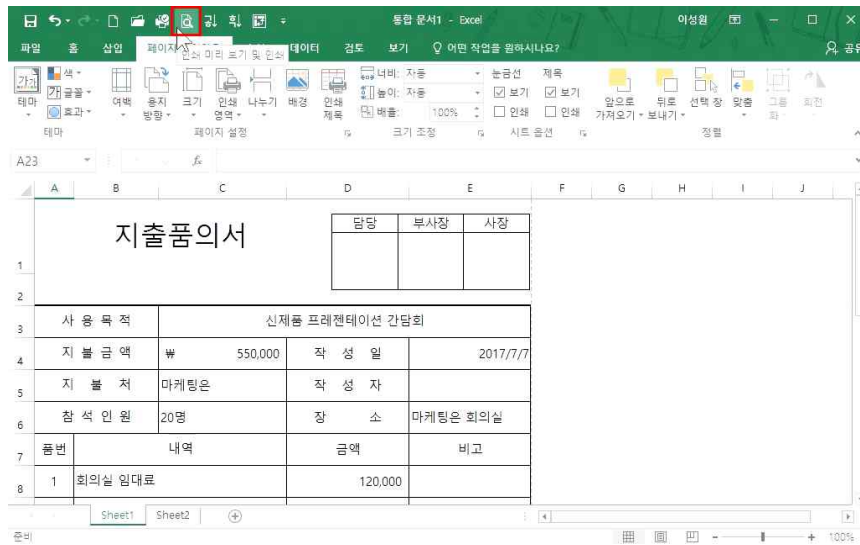 통합 문서1 - Excel 이성원
파일 홈 삽입 데이터 검토 보기 어떤 작업을 원하시나요?
인쇄 미리 보기 및 인쇄
가가 색 너비: 자동 눈금선 제목
글꼴 높이: 자동 보기 보기
테마 효과 여백 용지 방향 크기 인쇄 영역 나누기 배경 인쇄 제목 배율: 100% 인쇄 인쇄 앞으로 가져오기 뒤로 보내기 선택 창 맞춤 그룹화 회전
테마 페이지 설정 크기 조정 시트 옵션 정렬
A23 fx
A B C D E F G H I J
지출품의서 담당 부사장 사장
1
2
3 사 용 목 적 신제품 프레젠테이션 간담회
4 지 불 금 액 ₩ 550,000 작 성 일 2017/7/7
5 지 불 처 마케팅은 작 성 자
6 참 석 인 원 20명 장 소 마케팅은 회의실
7 품번 내역 금액 비고
8 1 회의실 임대료 120,000
Sheet1 Sheet2
준비 100%